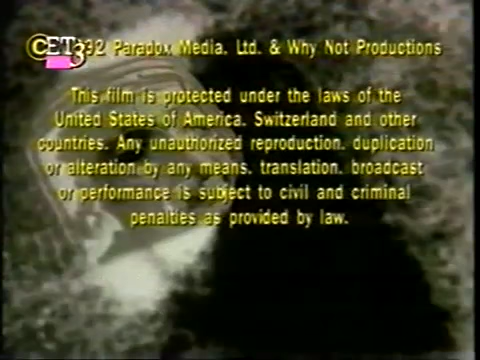 CET3
92 Paradox Media, Ltd. & Why Not Productions
This film is protected under the laws of the
United States of America, Switzerland and other
countries. Any unauthorized reproduction, duplication
or alteration by any means, translation, broadcast
or performance is subject to civil and criminal
penalties as provided by law.